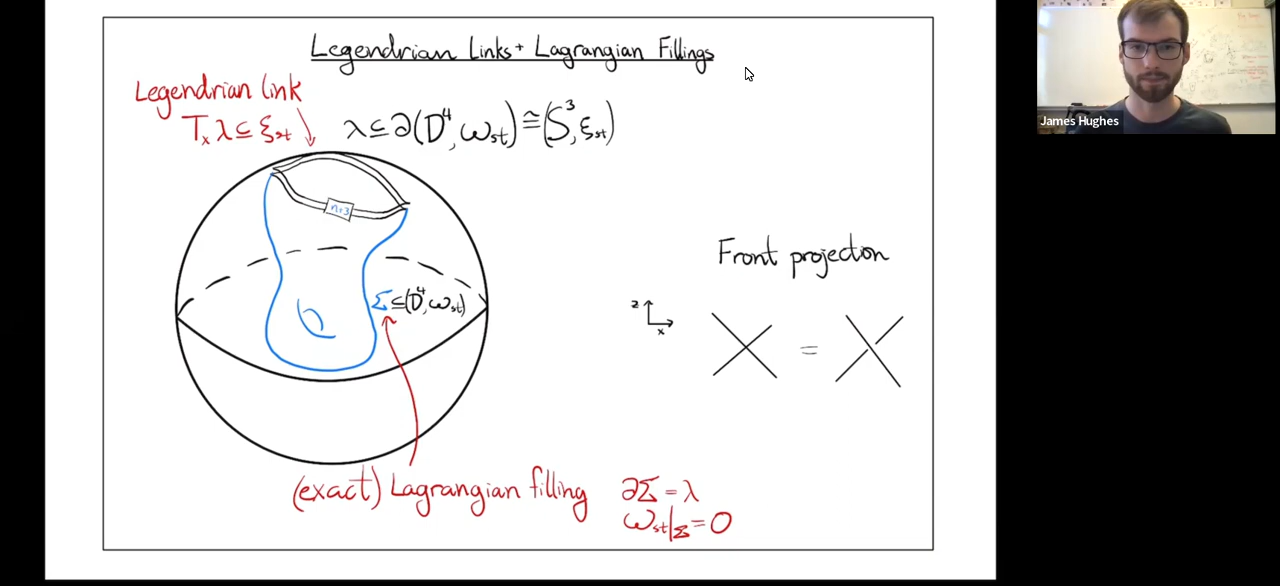 Legendrian Links + Lagrangian Fillings
Legendrian link
T_x λ ⊆ ξ_st
λ ⊆ ∂(D⁴, ω_st) ≅ (S³, ξ_st)
n=3
Σ ⊆ (D⁴, ω_st)
Front projection
z
x
=
(exact) Lagrangian filling
∂Σ = λ
ω_st|_Σ = 0
James Hughes